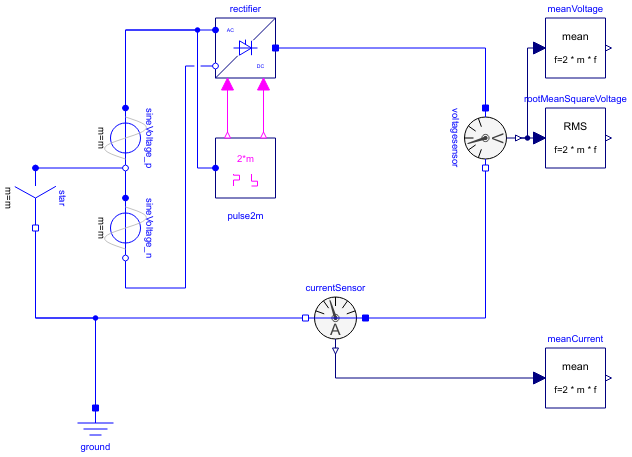 rectifier
meanVoltage
AC
DC
mean
f=2 * m * f
rootMeanSquareVoltage
RMS
f=2 * m * f
sineVoltage_p
m=m
voltagesensor
V
2*m
pulse2m
star
m=m
sineVoltage_n
m=m
currentSensor
A
meanCurrent
mean
f=2 * m * f
ground